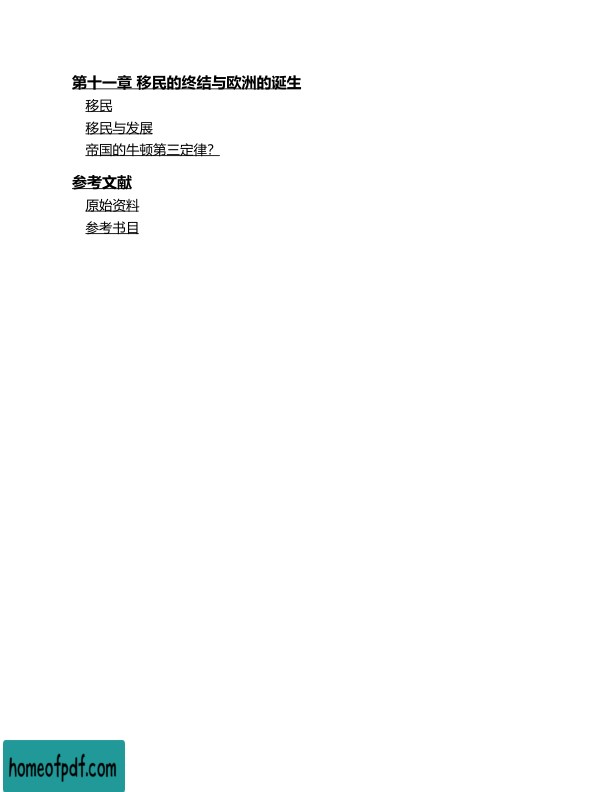 第十一章 移民的终结与欧洲的诞生
移民
移民与发展
帝国的牛顿第三定律？
参考文献
原始资料
参考书目
homeofpdf.com